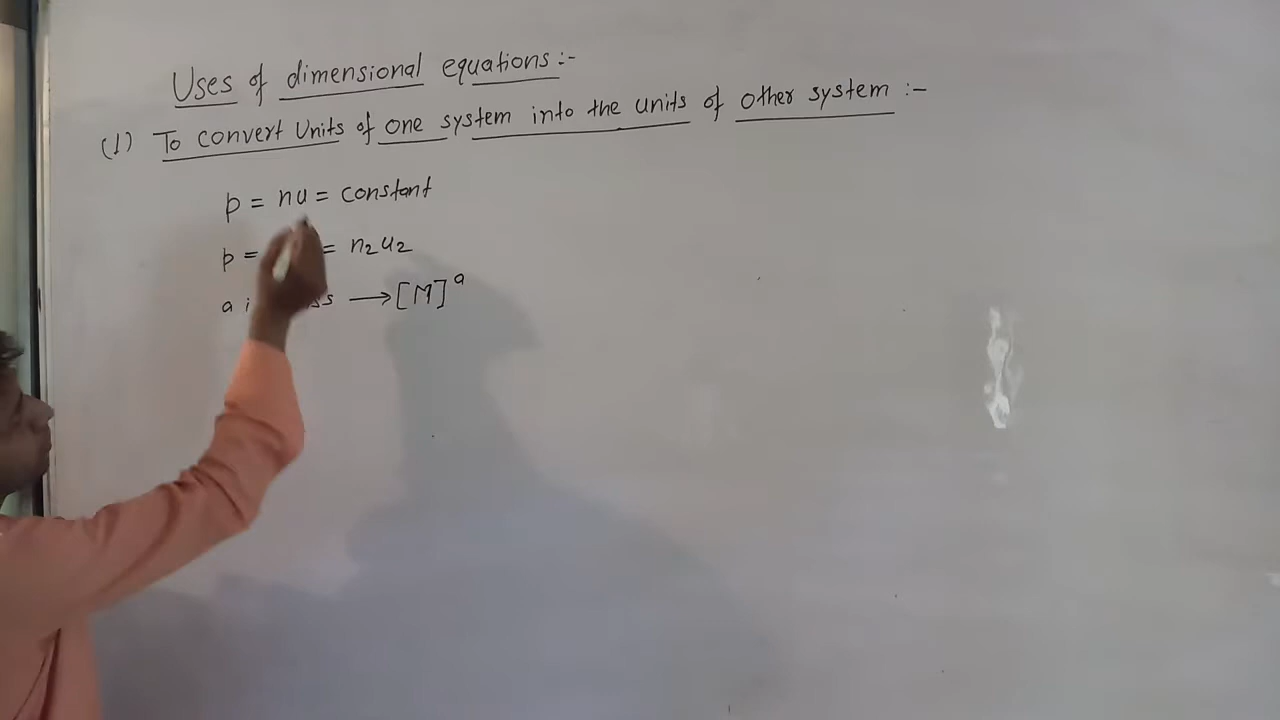 Uses of dimensional equations :-
(1) To convert Units of one system into the units of other system :-
p = nu = constant
p = = n₂u₂
a i ss → [M]ᵃ